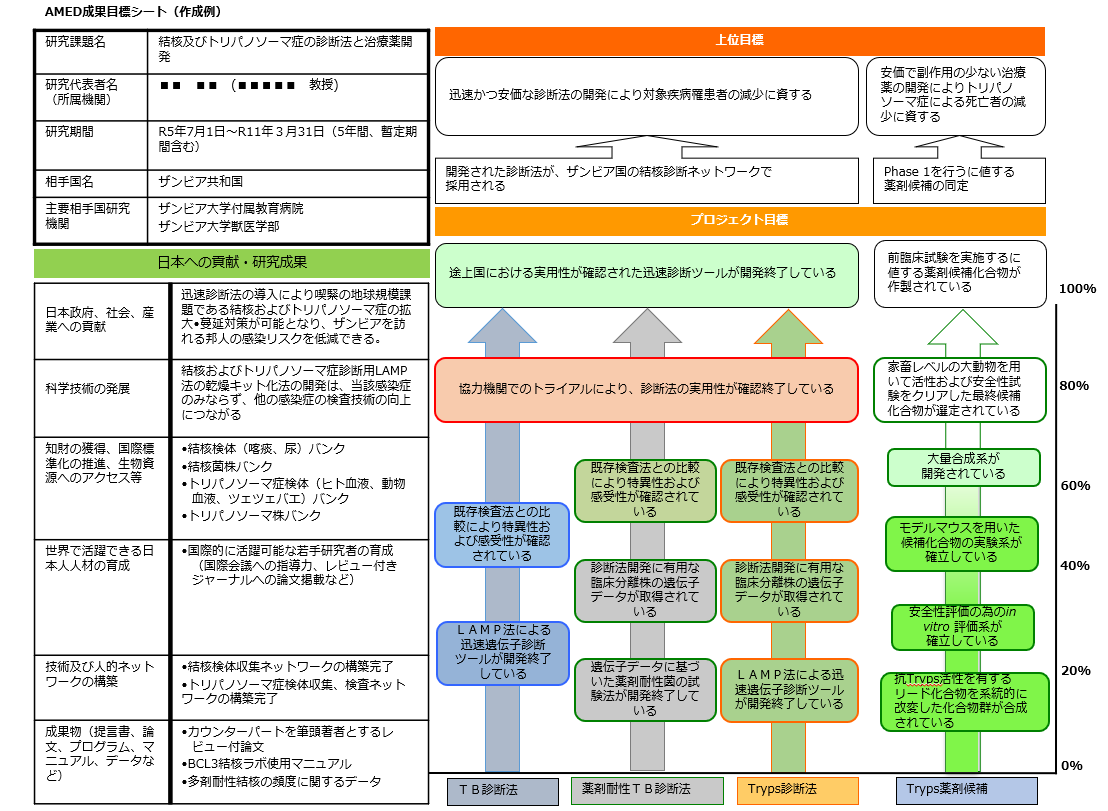 AMED成果目標シート（作成例）
研究課題名
結核及びトリパノソーマ症の診断法と治療薬開
発
研究代表者名
（所属機関）
■■　■■　(■■■■■　教授)
研究期間
R5年7月1日～R11年３月31日（5年間、暫定期
間含む）
相手国名
ザンビア共和国
主要相手国研究
機関
ザンビア大学付属教育病院
ザンビア大学獣医学部
日本への貢献・研究成果
日本政府、社会、産
業への貢献
迅速診断法の導入により喫緊の地球規模課
題である結核およびトリパノソーマ症の拡
大•蔓延対策が可能となり、ザンビアを訪
れる邦人の感染リスクを低減できる。
科学技術の発展
結核およびトリパノソーマ症診断用LAMP
法の乾燥キット化法の開発は、当該感染症
のみならず、他の感染症の検査技術の向上
につながる
知財の獲得、国際標
準化の推進、生物資
源へのアクセス等
•結核検体（喀痰、尿）バンク
•結核菌株バンク
•トリパノソーマ症検体（ヒト血液、動物
血液、ツェツェバエ）バンク
•トリパノソーマ株バンク
世界で活躍できる日
本人人材の育成
•国際的に活躍可能な若手研究者の育成
（国際会議への指導力、レビュー付き
ジャーナルへの論文掲載など）
技術及び人的ネット
ワークの構築
•結核検体収集ネットワークの構築完了
•トリパノソーマ症検体収集、検査ネット
ワークの構築完了
成果物（提言書、論
文、プログラム、マ
ニュアル、データな
ど）
•カウンターパートを筆頭著者とするレ
ビュー付論文
•BCL3結核ラボ使用マニュアル
•多剤耐性結核の頻度に関するデータ
上位目標
迅速かつ安価な診断法の開発により対象疾病罹患者の減少に資する
安価で副作用の少ない治療
薬の開発によりトリパノ
ソーマ症による死亡者の減
少に資する
開発された診断法が、ザンビア国の結核診断ネットワークで
採用される
Phase 1を行うに値する
薬剤候補の同定
プロジェクト目標
途上国における実用性が確認された迅速診断ツールが開発終了している
前臨床試験を実施するに
値する薬剤候補化合物が
作製されている
100%
協力機関でのトライアルにより、診断法の実用性が確認終了している
家畜レベルの大動物を用
いて活性および安全性試
験をクリアした最終候補
化合物が選定されている
80%
既存検査法との比較
により特異性および
感受性が確認されて
いる
既存検査法との比較
により特異性および
感受性が確認されて
いる
大量合成系が
開発されている
60%
既存検査法との比
較により特異性お
よび感受性が確認
されている
モデルマウスを用いた
候補化合物の実験系が
確立している
診断法開発に有用な
臨床分離株の遺伝子
データが取得されて
いる
診断法開発に有用な
臨床分離株の遺伝子
データが取得されて
いる
40%
安全性評価の為のin
vitro 評価系が
確立している
ＬＡＭＰ法による
迅速遺伝子診断
ツールが開発終了
している
遺伝子データに基づ
いた薬剤耐性菌の試
験法が開発終了して
いる
ＬＡＭＰ法による迅
速遺伝子診断ツール
が開発終了している
抗Tryps活性を有する
リード化合物を系統的に
改変した化合物群が合成
されている
20%
0%
ＴＢ診断法
薬剤耐性ＴＢ診断法
Tryps診断法
Tryps薬剤候補